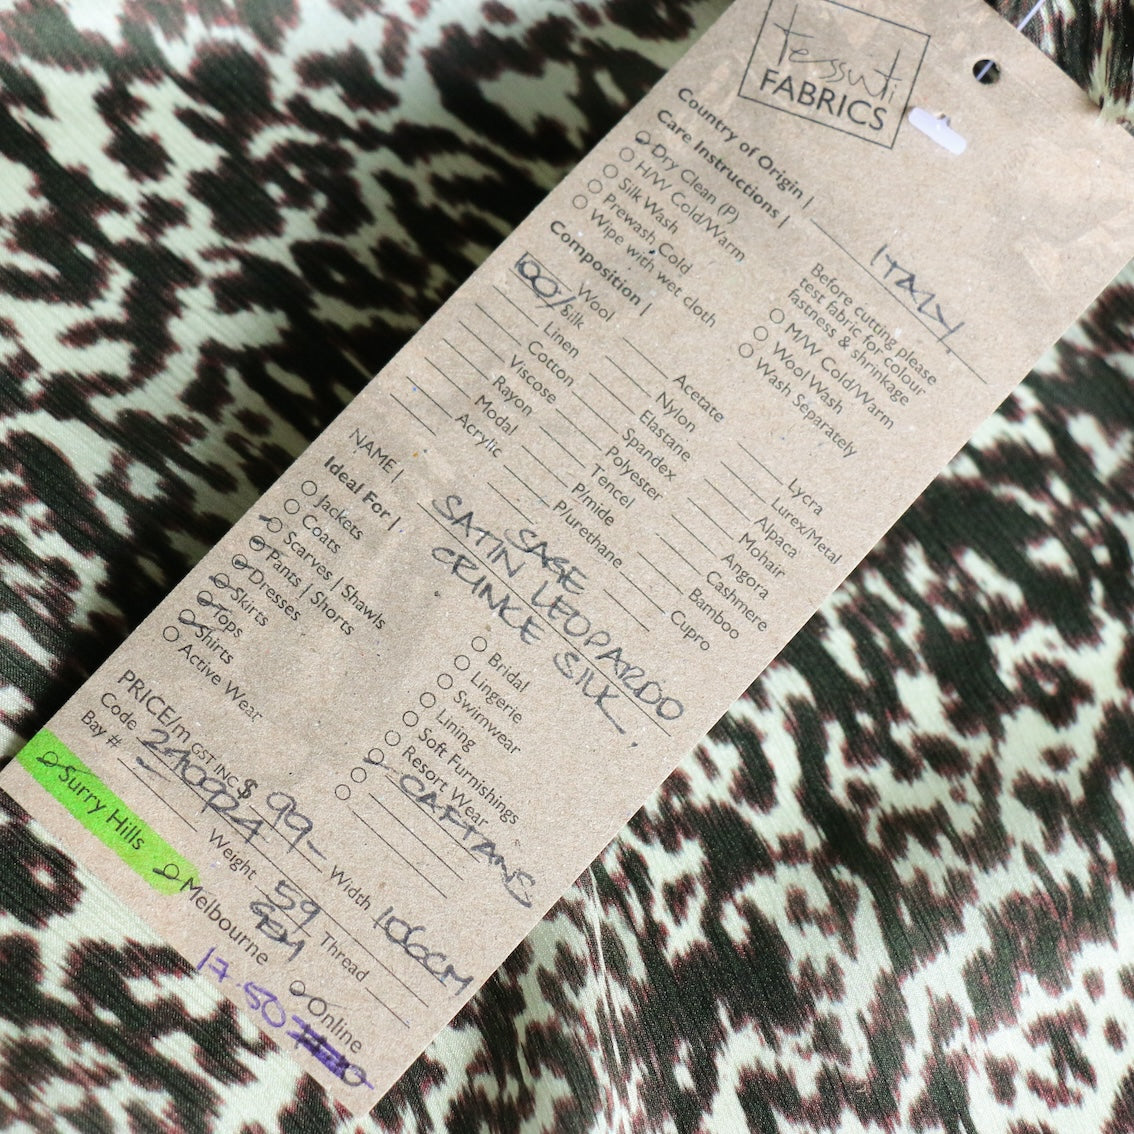 Tessuti
FABRICS
Country of Origin | ITALY.
Care Instructions |
Dry Clean (P)
H/W Cold/Warm
Silk Wash
Prewash Cold
Wipe with wet cloth
Before cutting please
test fabric for colour
fastness & shrinkage
M/W Cold/Warm
Wool Wash
Wash Separately
Composition |
Wool
100/ Silk
Linen
Cotton
Viscose
Rayon
Modal
Acrylic
Acetate
Nylon
Elastane
Spandex
Polyester
Tencel
P/mide
P/urethane
Lycra
Lurex/Metal
Alpaca
Mohair
Angora
Cashmere
Bamboo
Cupro
NAME | SAGE
SATIN LEOPARDO
CRINKE SILK.
Ideal For |
Jackets
Coats
Scarves | Shawls
Pants | Shorts
Dresses
Skirts
Tops
Shirts
Active Wear
Bridal
Lingerie
Swimwear
Lining
Soft Furnishings
Resort Wear
CAFTANS
PRICE/m GST INC $ 99-
Width 106CM
Code 240924
Weight 59
GSM
Thread
Bay #
Surry Hills
Melbourne
Online
17.50